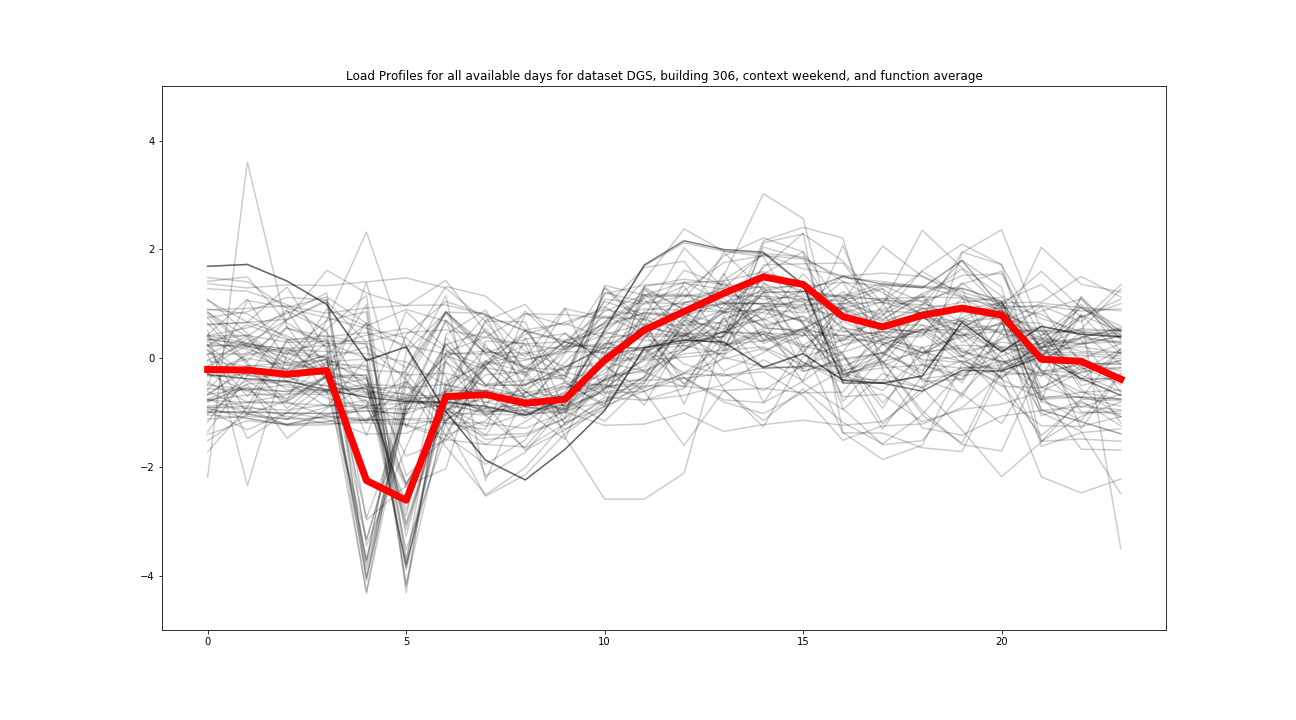 Load Profiles for all available days for dataset DGS, building 306, context weekend, and function average
4
2
0
−2
−4
0 5 10 15 20